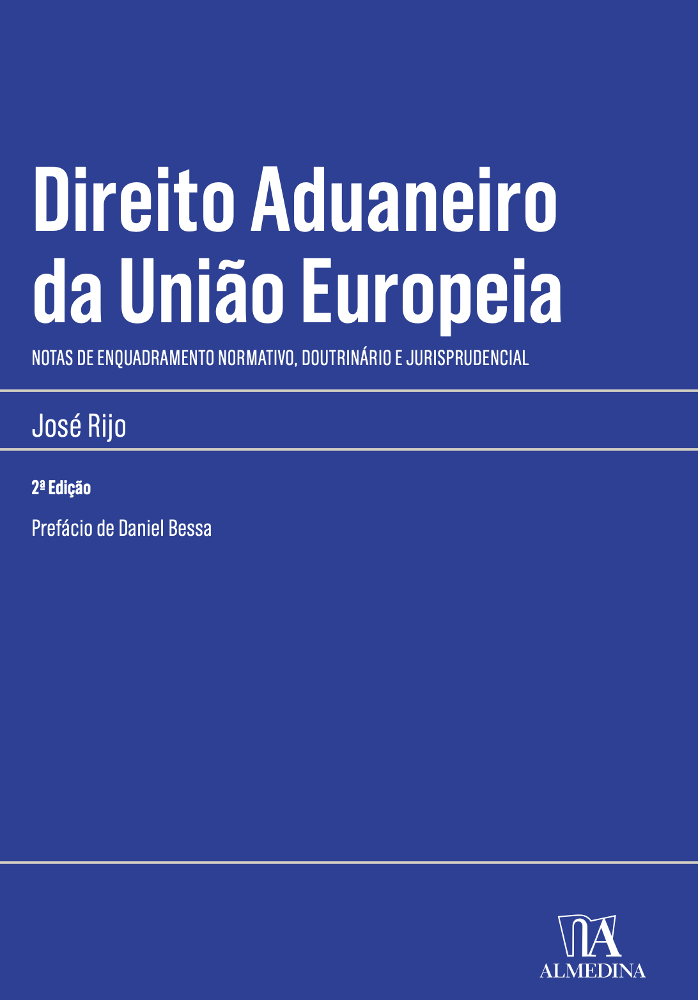 Direito Aduaneiro
da União Europeia
NOTAS DE ENQUADRAMENTO NORMATIVO, DOUTRINÁRIO E JURISPRUDENCIAL
José Rijo
2ª Edição
Prefácio de Daniel Bessa
ALMEDINA